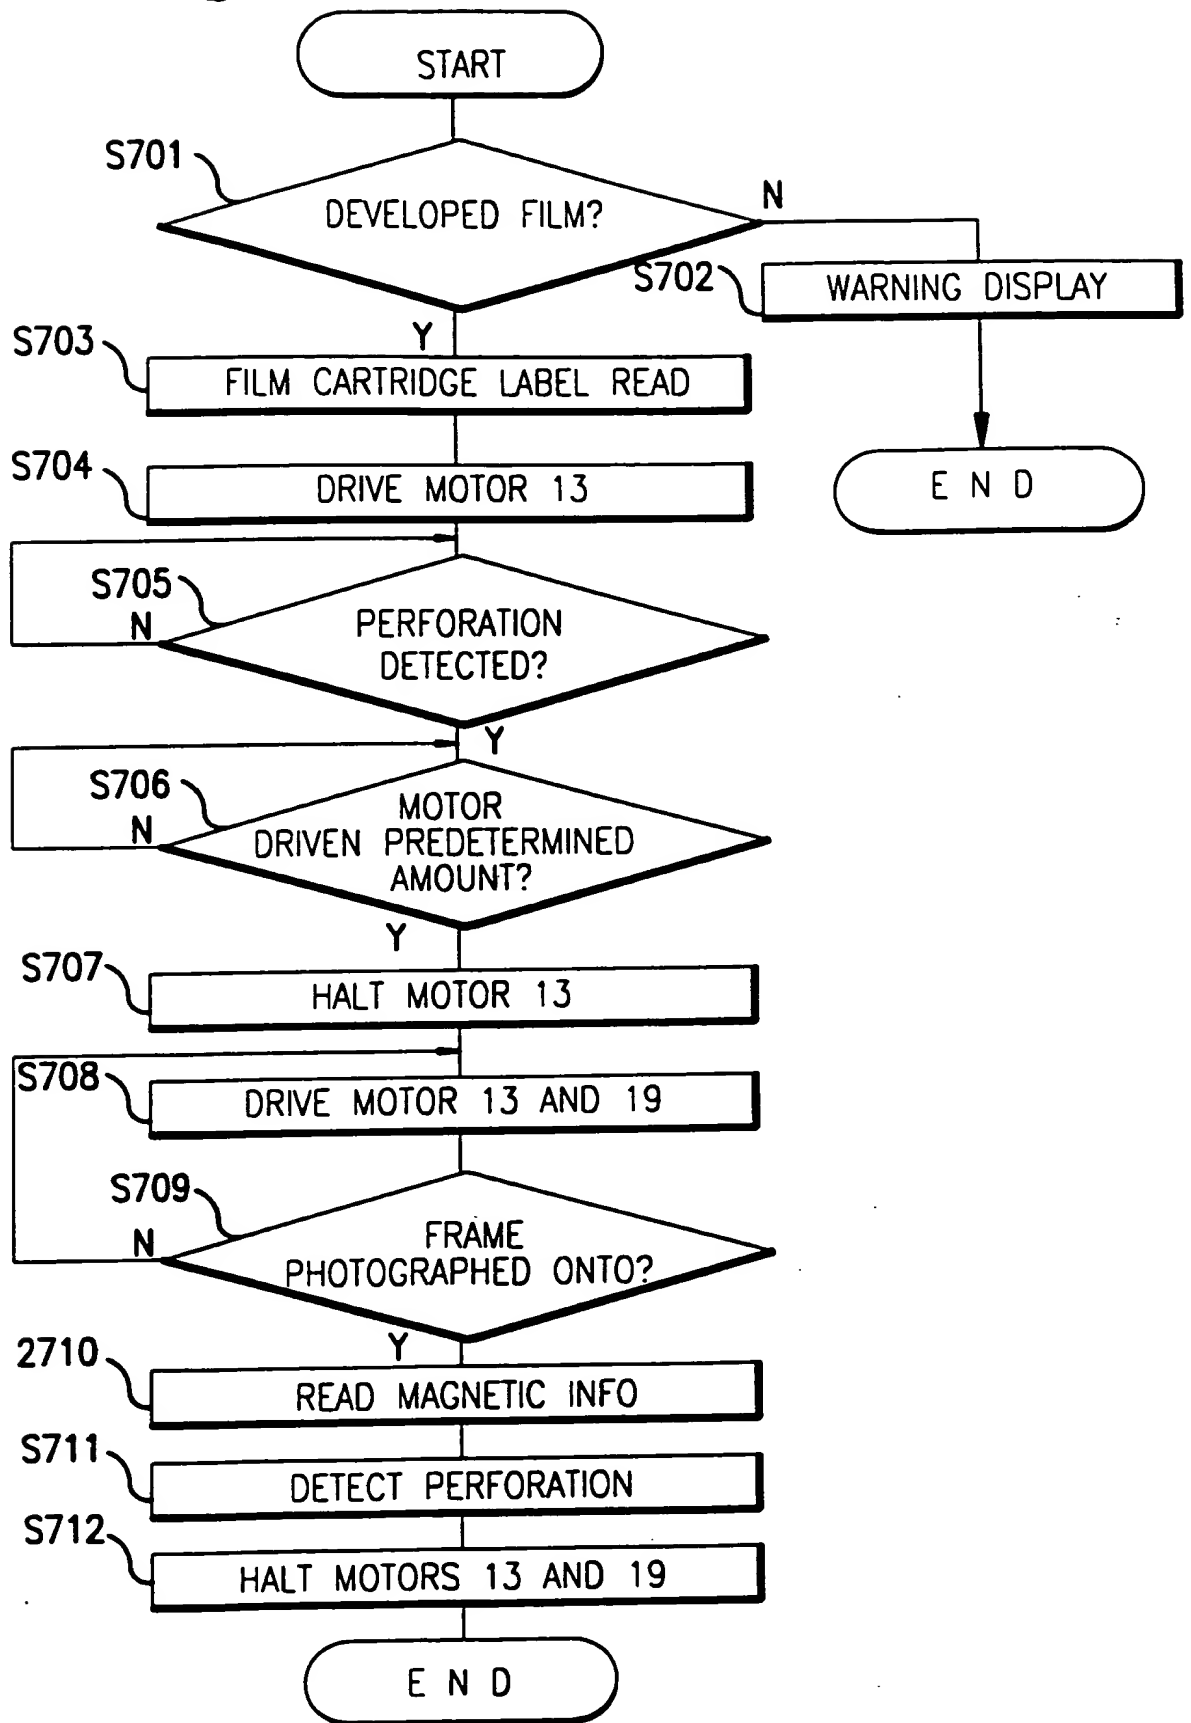 START
S701
DEVELOPED FILM?
N
S702
WARNING DISPLAY
E N D
Y
S703
FILM CARTRIDGE LABEL READ
S704
DRIVE MOTOR 13
S705
N
PERFORATION
DETECTED?
Y
S706
N
MOTOR
DRIVEN PREDETERMINED
AMOUNT?
Y
S707
HALT MOTOR 13
S708
DRIVE MOTOR 13 AND 19
S709
N
FRAME
PHOTOGRAPHED ONTO?
Y
2710
READ MAGNETIC INFO
S711
DETECT PERFORATION
S712
HALT MOTORS 13 AND 19
E N D